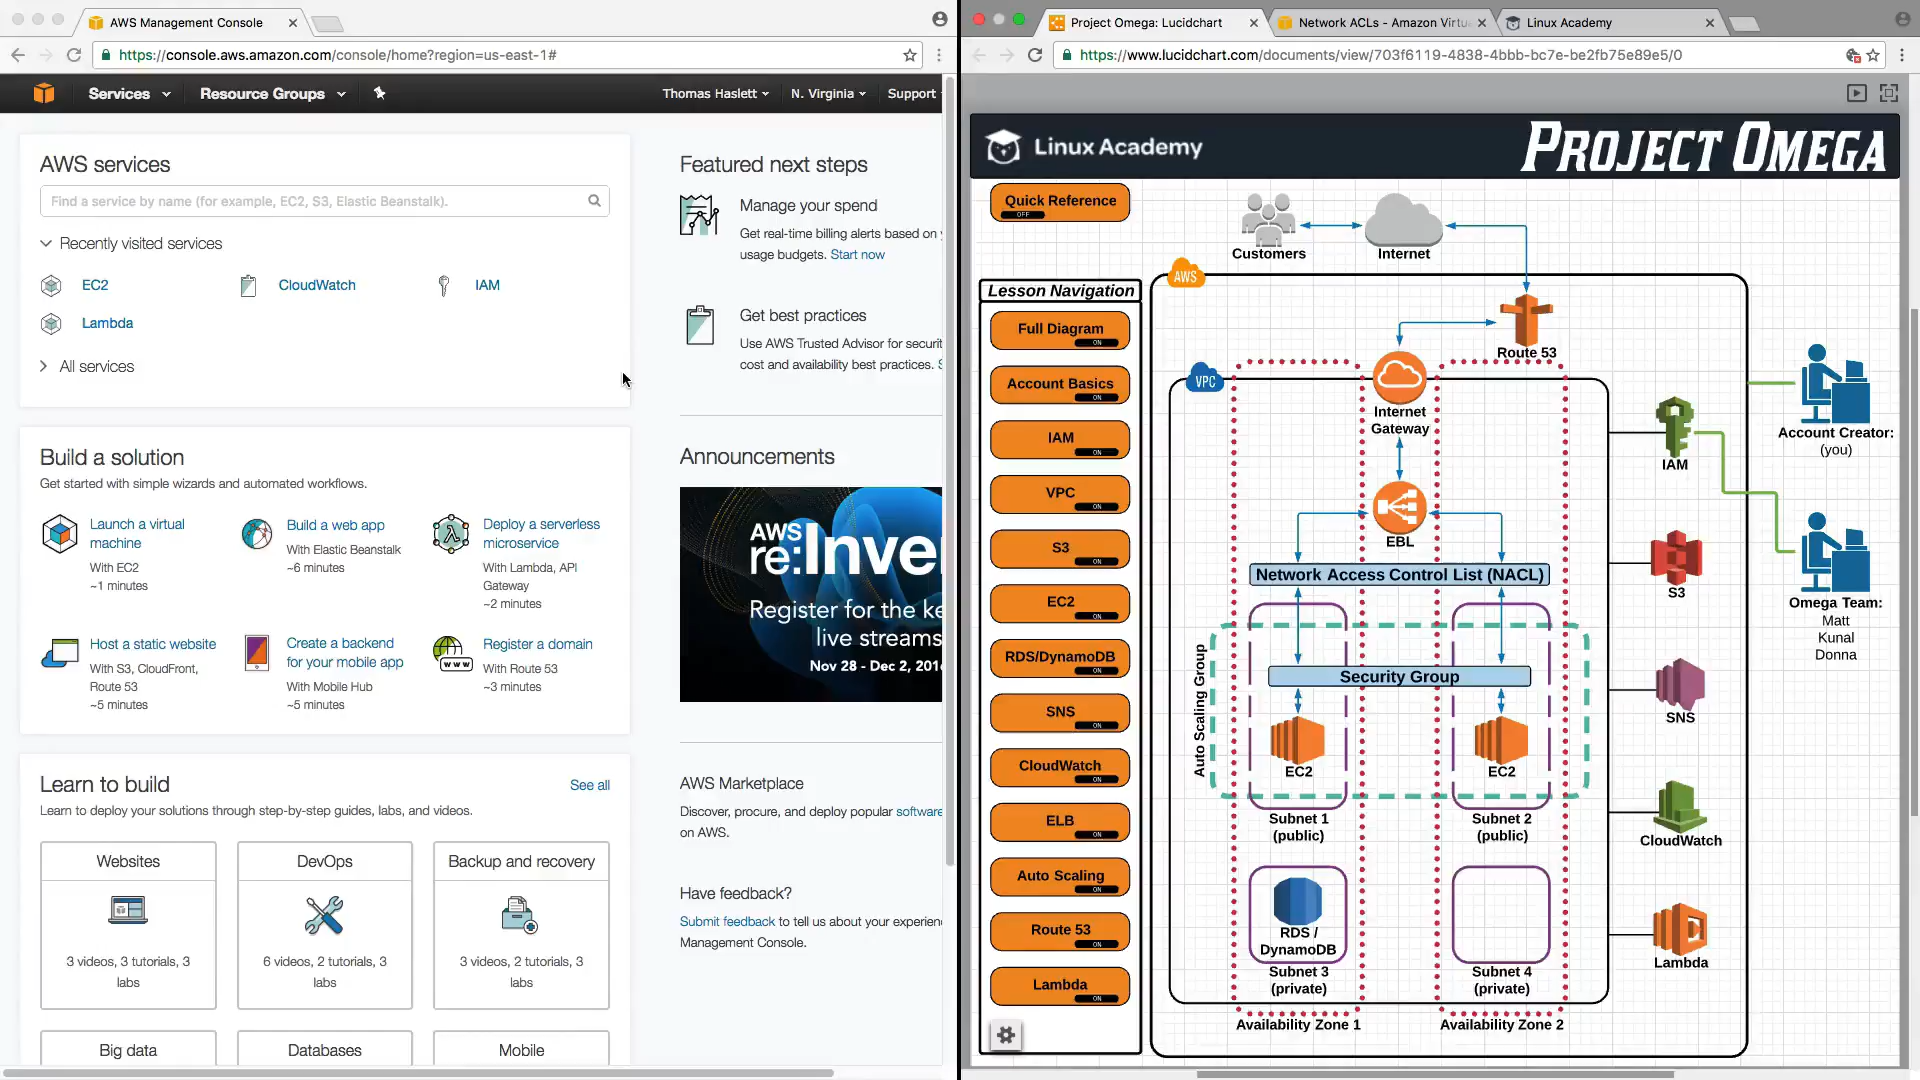 AWS Management Console
https://console.aws.amazon.com/console/home?region=us-east-1#
Services
Resource Groups
Thomas Haslett
N. Virginia
Support
AWS services
Find a service by name (for example, EC2, S3, Elastic Beanstalk).
Recently visited services
EC2
CloudWatch
IAM
Lambda
All services
Build a solution
Get started with simple wizards and automated workflows.
Launch a virtual
machine
With EC2
~1 minutes
Build a web app
With Elastic Beanstalk
~6 minutes
Deploy a serverless
microservice
With Lambda, API
Gateway
~2 minutes
Host a static website
With S3, CloudFront,
Route 53
~5 minutes
Create a backend
for your mobile app
With Mobile Hub
~5 minutes
Register a domain
With Route 53
~3 minutes
www
Learn to build
See all
Learn to deploy your solutions through step-by-step guides, labs, and videos.
Websites
3 videos, 3 tutorials, 3
labs
DevOps
6 videos, 2 tutorials, 3
labs
Backup and recovery
3 videos, 2 tutorials, 3
labs
Big data
Databases
Mobile
Featured next steps
Manage your spend
Get real-time billing alerts based on
usage budgets. Start now
Get best practices
Use AWS Trusted Advisor for securit
cost and availability best practices. S
Announcements
AWS
re:Inve
Register for the ke
live streams
Nov 28 - Dec 2, 2016
AWS Marketplace
Discover, procure, and deploy popular software
on AWS.
Have feedback?
Submit feedback to tell us about your experien
Management Console.
Project Omega: Lucidchart
Network ACLs - Amazon Virtu
Linux Academy
https://www.lucidchart.com/documents/view/703f6119-4838-4bbb-bc7e-be2fb75e89e5/0
Linux Academy
PROJECT OMEGA
Quick Reference
OFF
Lesson Navigation
Full Diagram
ON
Account Basics
ON
IAM
ON
VPC
ON
S3
ON
EC2
ON
RDS/DynamoDB
ON
SNS
ON
CloudWatch
ON
ELB
ON
Auto Scaling
ON
Route 53
ON
Lambda
ON
Customers
Internet
AWS
Route 53
VPC
Internet
Gateway
EBL
Network Access Control List (NACL)
Security Group
Auto Scaling Group
EC2
EC2
Subnet 1
(public)
Subnet 2
(public)
RDS /
DynamoDB
Subnet 3
(private)
Subnet 4
(private)
Availability Zone 1
Availability Zone 2
IAM
S3
SNS
CloudWatch
Lambda
Account Creator:
(you)
Omega Team:
Matt
Kunal
Donna